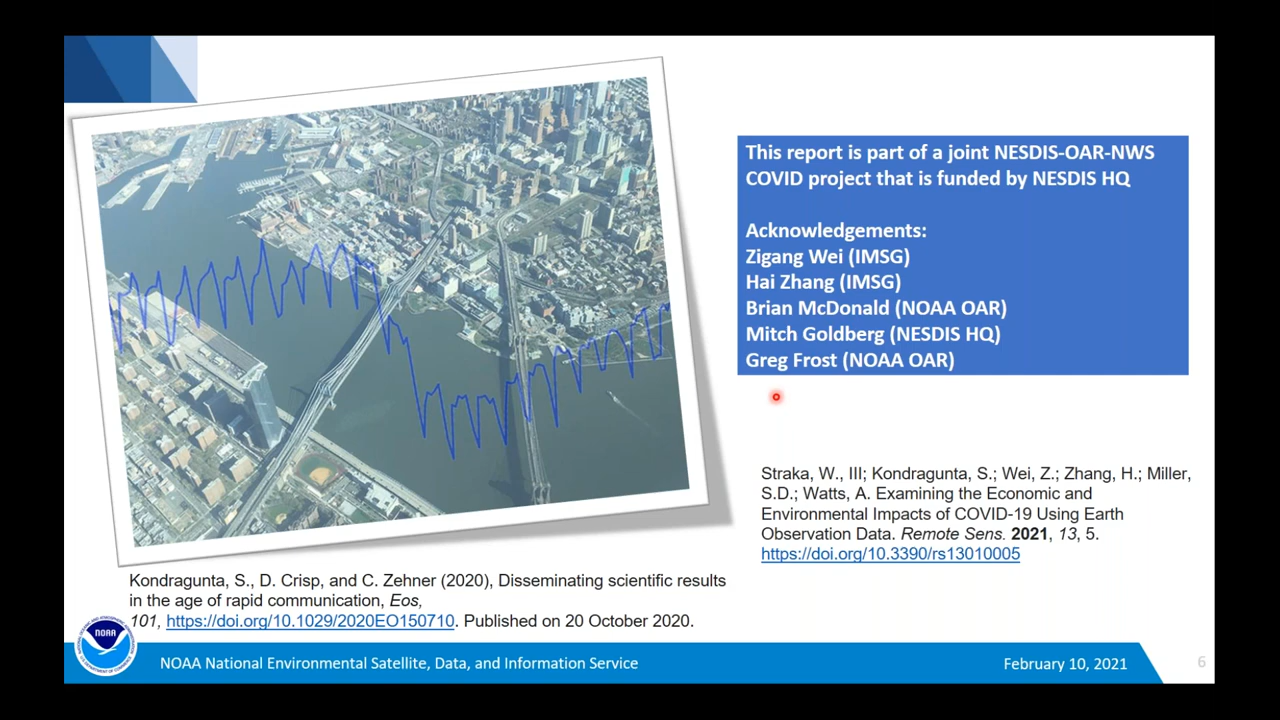 This report is part of a joint NESDIS-OAR-NWS
COVID project that is funded by NESDIS HQ
Acknowledgements:
Zigang Wei (IMSG)
Hai Zhang (IMSG)
Brian McDonald (NOAA OAR)
Mitch Goldberg (NESDIS HQ)
Greg Frost (NOAA OAR)
Straka, W., III; Kondragunta, S.; Wei, Z.; Zhang, H.; Miller,
S.D.; Watts, A. Examining the Economic and
Environmental Impacts of COVID-19 Using Earth
Observation Data. Remote Sens. 2021, 13, 5.
https://doi.org/10.3390/rs13010005
Kondragunta, S., D. Crisp, and C. Zehner (2020), Disseminating scientific results
in the age of rapid communication, Eos,
101, https://doi.org/10.1029/2020EO150710. Published on 20 October 2020.
NOAA
NOAA National Environmental Satellite, Data, and Information Service
February 10, 2021
6